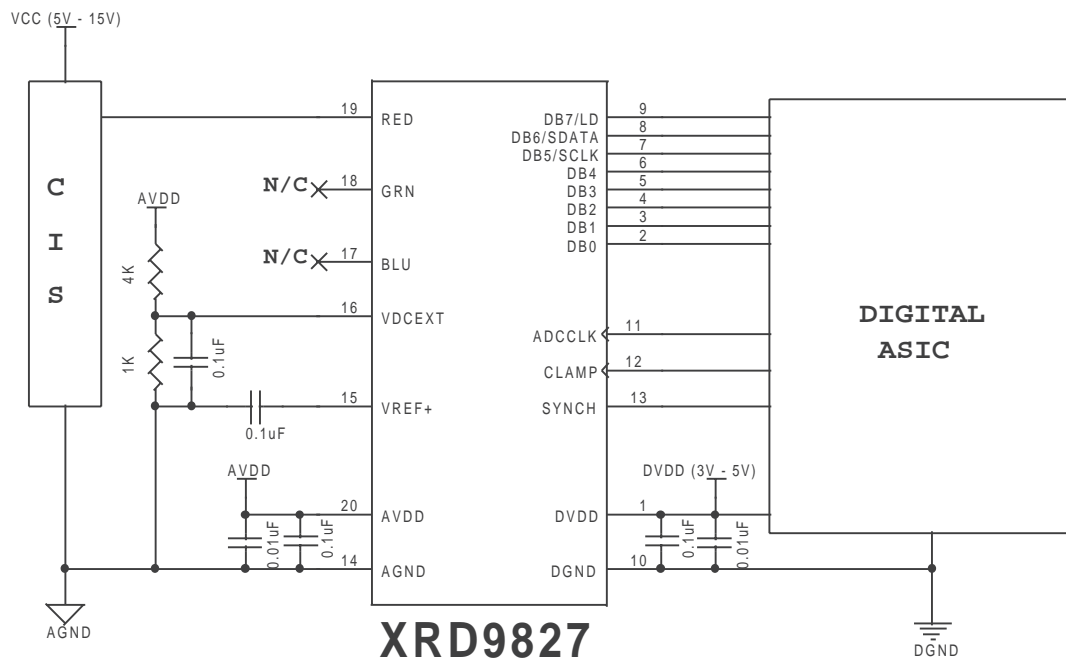 VCC (5V - 15V)
C
I
S
19
RED
N/C
18
GRN
N/C
17
BLU
AVDD
4K
1K
0.1uF
16
VDCEXT
0.1uF
15
VREF+
AVDD
20
AVDD
0.01uF
0.1uF
14
AGND
AGND
DB7/LD
9
DB6/SDATA
8
DB5/SCLK
7
DB4
6
DB3
5
DB2
4
DB1
3
DB0
2
ADCCLK
11
CLAMP
12
SYNCH
13
DVDD (3V - 5V)
DVDD
1
0.1uF
0.01uF
DGND
10
DIGITAL
ASIC
DGND
XRD9827